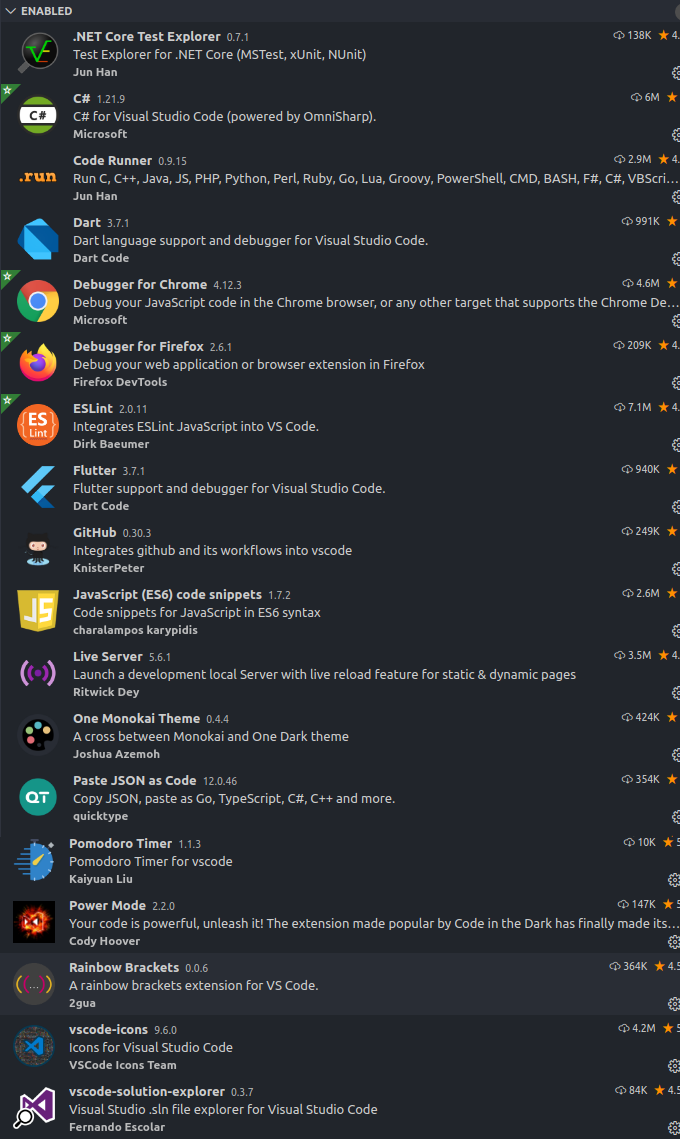 ENABLED
.NET Core Test Explorer 0.7.1 138K 4.
Test Explorer for .NET Core (MSTest, xUnit, NUnit)
Jun Han
C# 1.21.9 6M
C# C# for Visual Studio Code (powered by OmniSharp).
Microsoft
Code Runner 0.9.15 2.9M 4.
.run Run C, C++, Java, JS, PHP, Python, Perl, Ruby, Go, Lua, Groovy, PowerShell, CMD, BASH, F#, C#, VBScri...
Jun Han
Dart 3.7.1 991K
Dart language support and debugger for Visual Studio Code.
Dart Code
Debugger for Chrome 4.12.3 4.6M
Debug your JavaScript code in the Chrome browser, or any other target that supports the Chrome De...
Microsoft
Debugger for Firefox 2.6.1 209K 4.
Debug your web application or browser extension in Firefox
Firefox DevTools
ESLint 2.0.11 7.1M 4.
ES Lint Integrates ESLint JavaScript into VS Code.
Dirk Baeumer
Flutter 3.7.1 940K
Flutter support and debugger for Visual Studio Code.
Dart Code
GitHub 0.30.3 249K
Integrates github and its workflows into vscode
KnisterPeter
JavaScript (ES6) code snippets 1.7.2 2.6M
JS Code snippets for JavaScript in ES6 syntax
charalampos karypidis
Live Server 5.6.1 3.5M 4.
Launch a development local Server with live reload feature for static & dynamic pages
Ritwick Dey
One Monokai Theme 0.4.4 424K
A cross between Monokai and One Dark theme
Joshua Azemoh
Paste JSON as Code 12.0.46 354K
QT Copy JSON, paste as Go, TypeScript, C#, C++ and more.
quicktype
Pomodoro Timer 1.1.3 10K 5
Pomodoro Timer for vscode
Kaiyuan Liu
Power Mode 2.2.0 147K 5
Your code is powerful, unleash it! The extension made popular by Code in the Dark has finally made its...
Cody Hoover
Rainbow Brackets 0.0.6 364K 4.5
(...) A rainbow brackets extension for VS Code.
2gua
vscode-icons 9.6.0 4.2M 5
Icons for Visual Studio Code
VSCode Icons Team
vscode-solution-explorer 0.3.7 84K 4.5
Visual Studio .sln file explorer for Visual Studio Code
Fernando Escolar